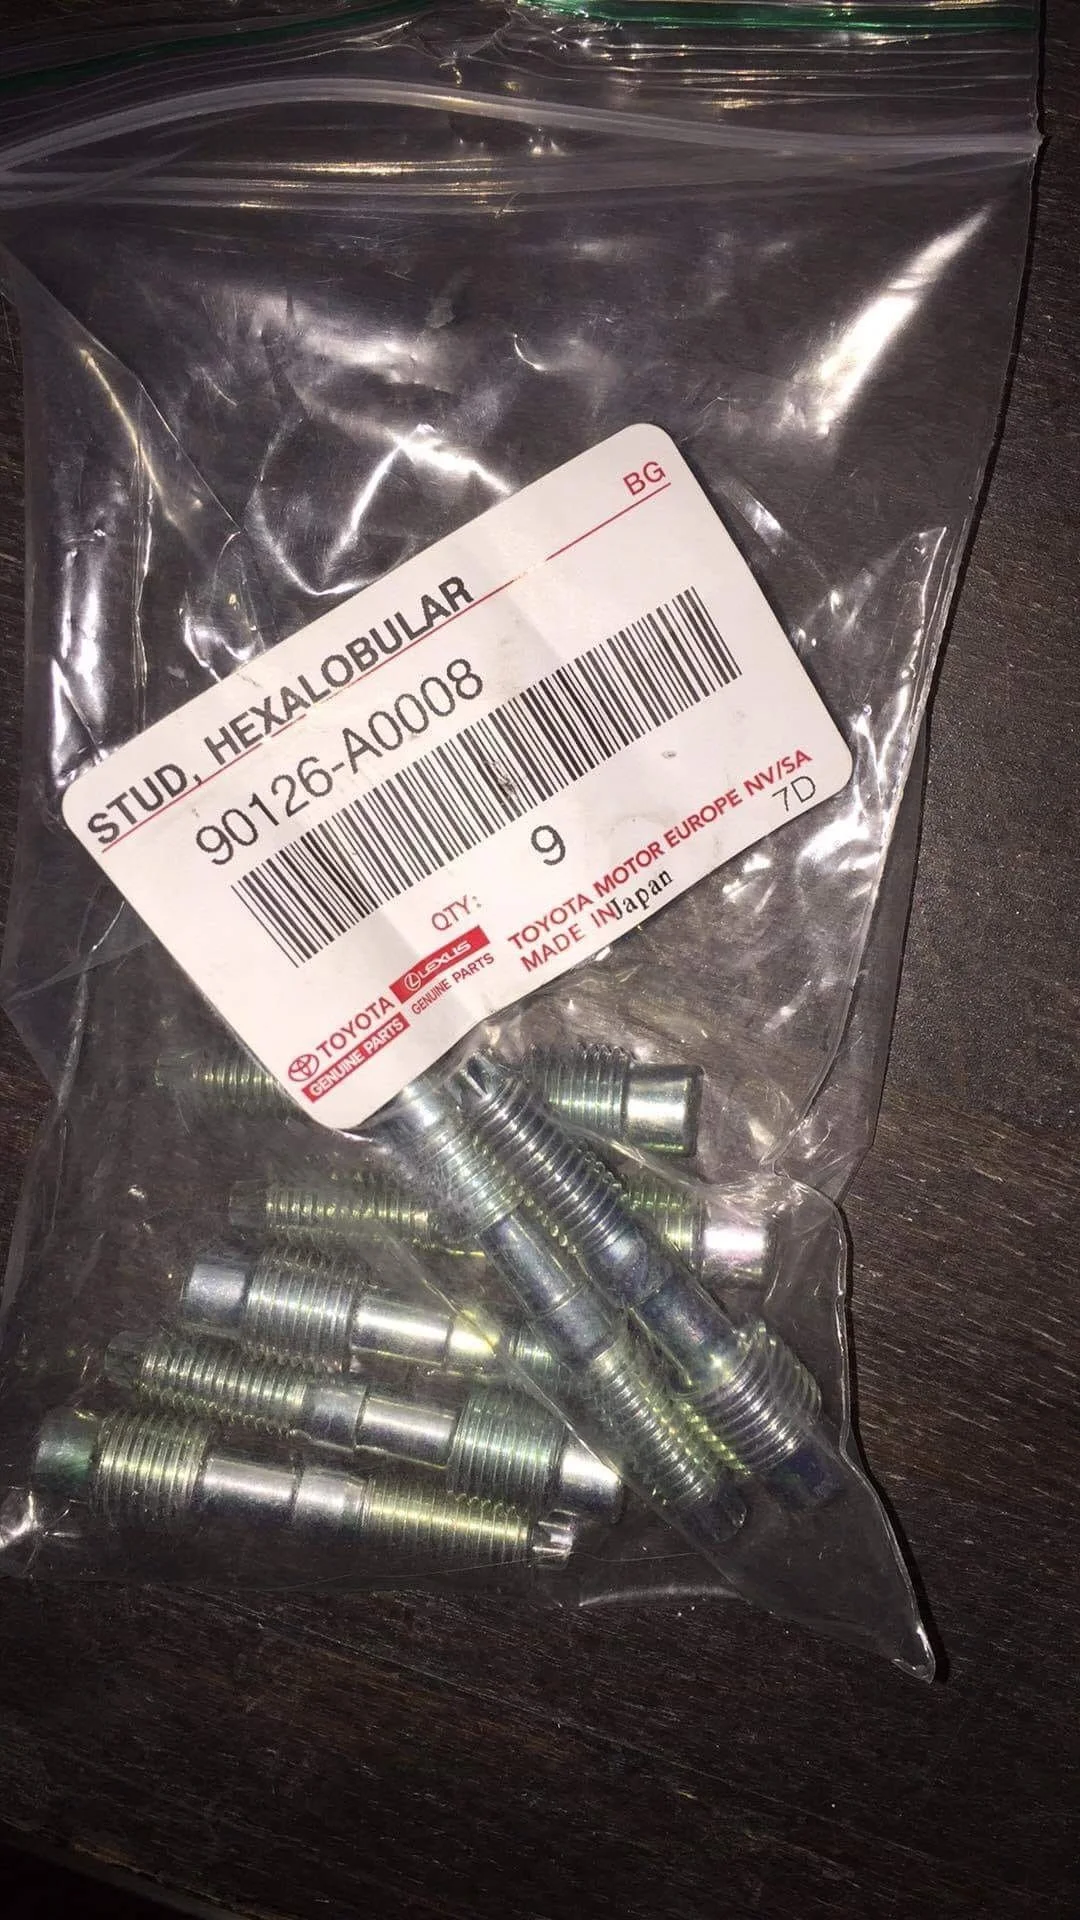 BG
STUD, HEXALOBULAR
90126-A0008
QTY: 9
TOYOTA
GENUINE PARTS
LEXUS
GENUINE PARTS
TOYOTA MOTOR EUROPE NV/SA
MADE IN Japan
7D